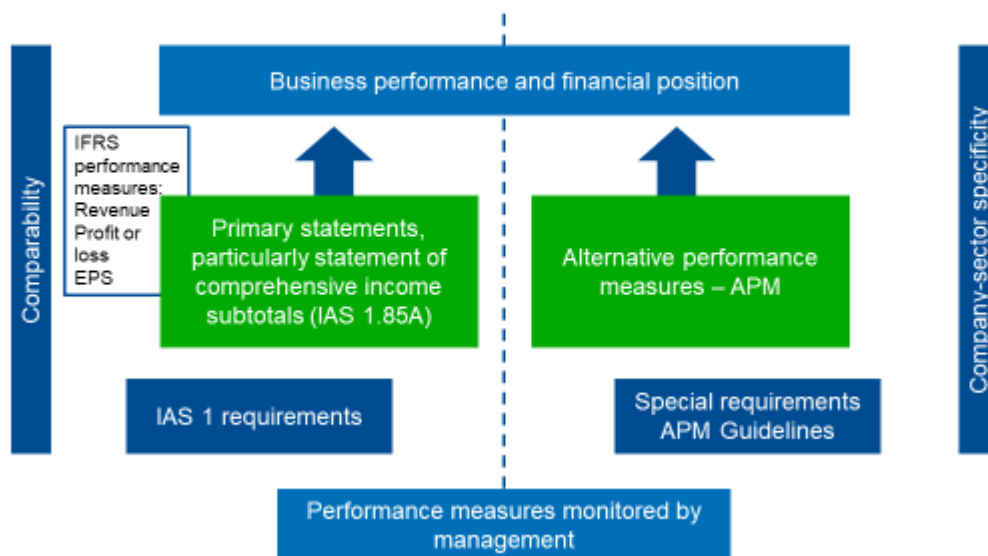 Business performance and financial position
Comparability
IFRS
performance
measures:
Revenue
Profit or
loss
EPS
Primary statements,
particularly statement of
comprehensive income
subtotals (IAS 1.85A)
Alternative performance
measures – APM
Company-sector specificity
IAS 1 requirements
Special requirements
APM Guidelines
Performance measures monitored by
management